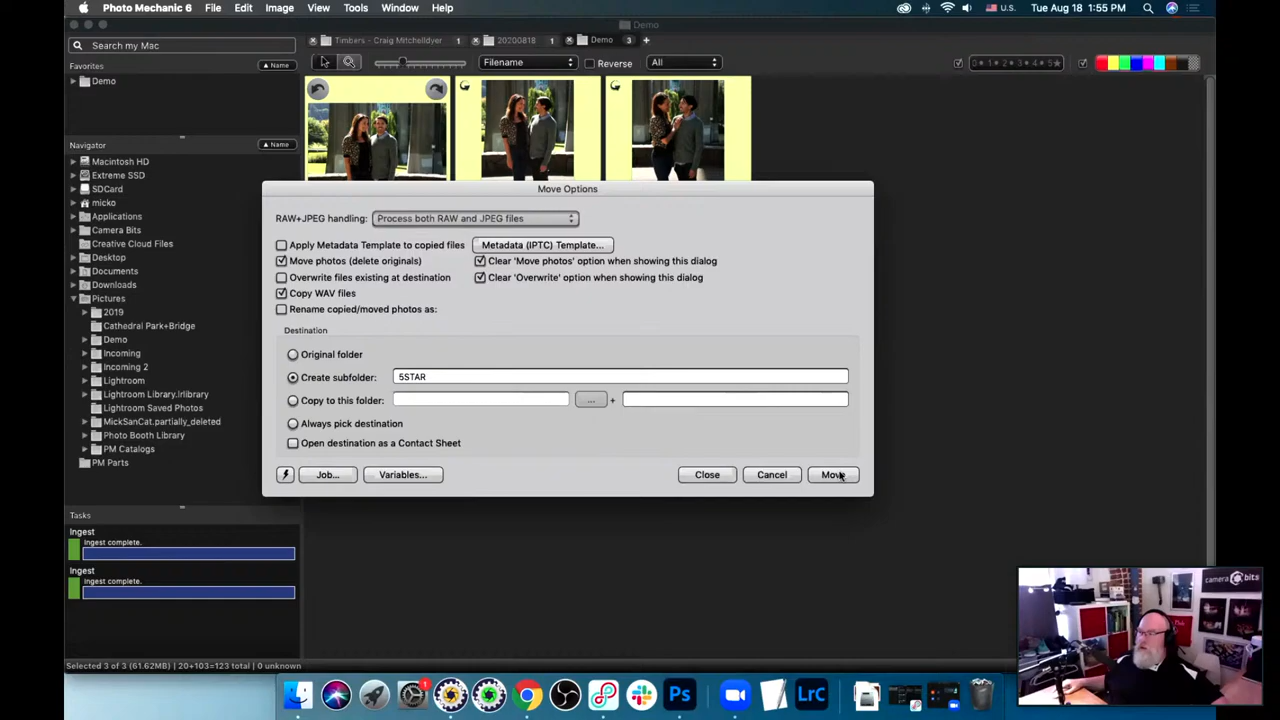 Photo Mechanic 6 File Edit Image View Tools Window Help U.S. Tue Aug 18 1:55 PM
Demo
Search my Mac
Timbers - Craig Mitchelldyer 1 20200818 1 Demo 3 +
Favorites Name
Filename Reverse All
Demo
Navigator Name
Macintosh HD
Extreme SSD
SDCard
micko
Applications
Camera Bits
Creative Cloud Files
Desktop
Documents
Downloads
Pictures
2019
Cathedral Park+Bridge
Demo
Incoming
Incoming 2
Lightroom
Lightroom Library.lrlibrary
Lightroom Saved Photos
MickSanCat.partially_deleted
Photo Booth Library
PM Catalogs
PM Parts
Move Options
RAW+JPEG handling: Process both RAW and JPEG files
Apply Metadata Template to copied files Metadata (IPTC) Template...
Move photos (delete originals) Clear 'Move photos' option when showing this dialog
Overwrite files existing at destination Clear 'Overwrite' option when showing this dialog
Copy WAV files
Rename copied/moved photos as:
Destination
Original folder
Create subfolder: 5STAR
Copy to this folder: ... +
Always pick destination
Open destination as a Contact Sheet
Job... Variables... Close Cancel Move
Tasks
Ingest
Ingest complete.
Ingest
Ingest complete.
camera bits
Selected 3 of 3 (61.62MB) | 20+103=123 total | 0 unknown
1
Ps
LrC